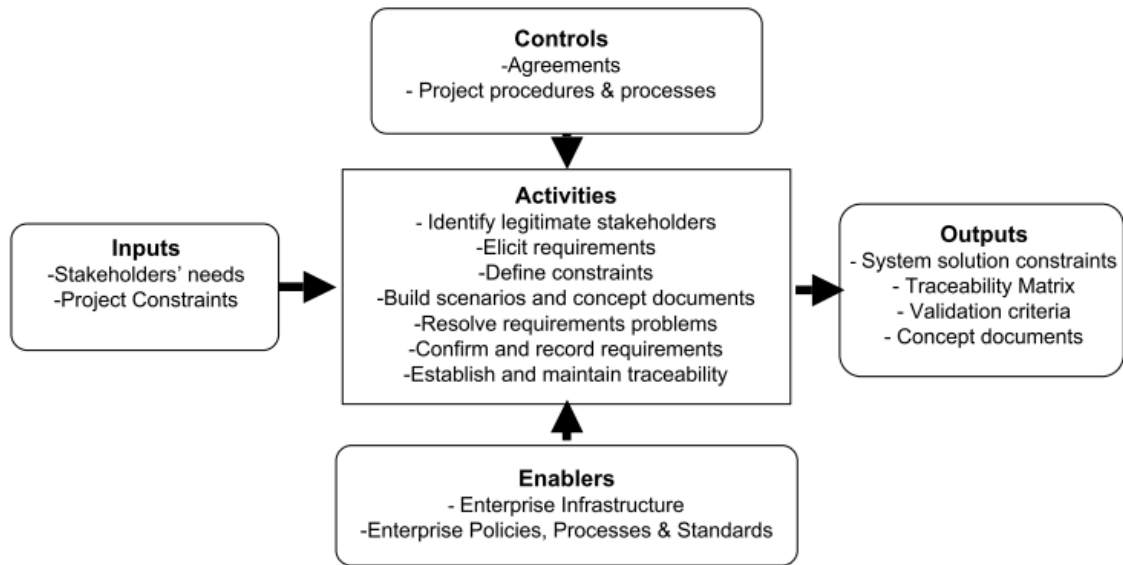 Controls
-Agreements
- Project procedures & processes
Activities
- Identify legitimate stakeholders
-Elicit requirements
-Define constraints
-Build scenarios and concept documents
-Resolve requirements problems
-Confirm and record requirements
-Establish and maintain traceability
Inputs
-Stakeholders’ needs
-Project Constraints
Outputs
- System solution constraints
- Traceability Matrix
- Validation criteria
- Concept documents
Enablers
- Enterprise Infrastructure
-Enterprise Policies, Processes & Standards